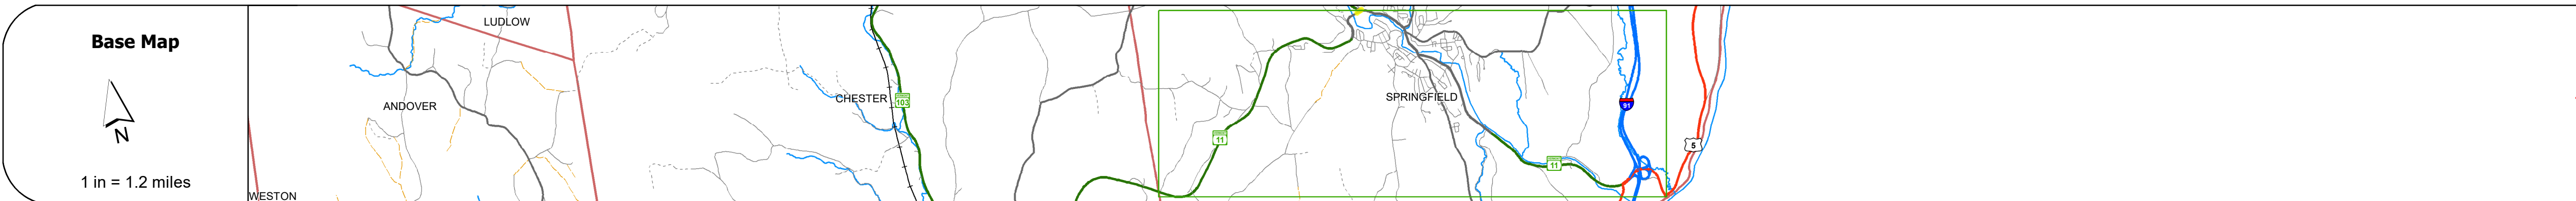 LUDLOW
Base Map
ANDOVER
CHESTER
103
SPRINGFIELD
91
11
5
11
N
1 in = 1.2 miles
WESTON